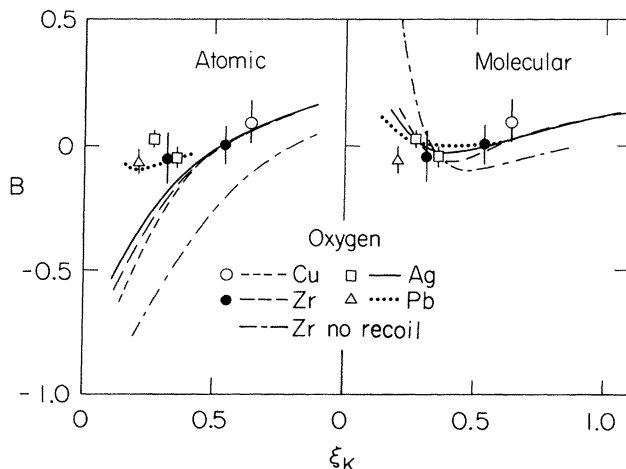 0.5
Atomic Molecular
0
B
Oxygen
Cu Ag
-0.5
Zr Pb
Zr no recoil
-1.0
0 0.5 0 0.5 1.0
ξK